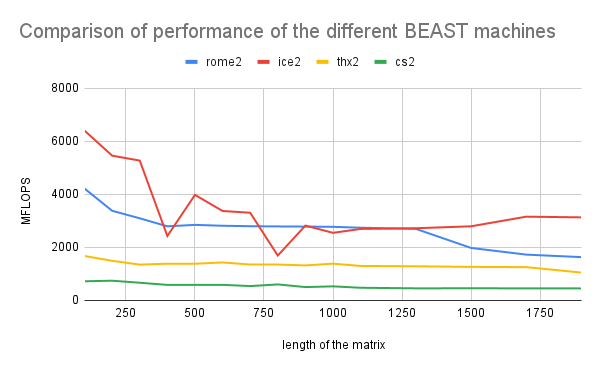 Comparison of performance of the different BEAST machines
rome2 ice2 thx2 cs2
8000
6000
4000
2000
0
MFLOPS
250 500 750 1000 1250 1500 1750
length of the matrix